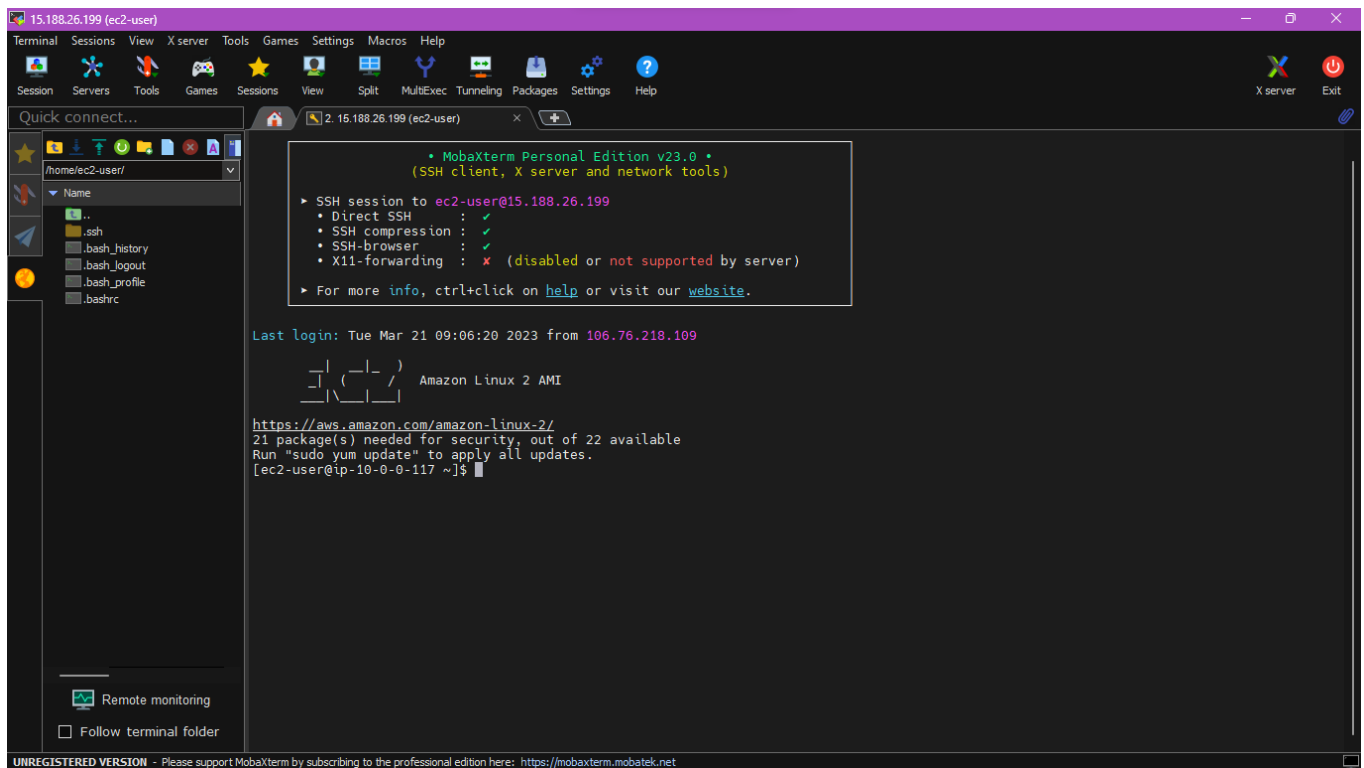 15.188.26.199 (ec2-user)
Terminal Sessions View X server Tools Games Settings Macros Help
Session Servers Tools Games Sessions View Split MultiExec Tunneling Packages Settings Help X server Exit
Quick connect...
2. 15.188.26.199 (ec2-user)
/home/ec2-user/
Name
..
.ssh
.bash_history
.bash_logout
.bash_profile
.bashrc
Remote monitoring
Follow terminal folder
• MobaXterm Personal Edition v23.0 •
(SSH client, X server and network tools)
► SSH session to ec2-user@15.188.26.199
• Direct SSH : ✔
• SSH compression : ✔
• SSH-browser : ✔
• X11-forwarding : ✘ (disabled or not supported by server)
► For more info, ctrl+click on help or visit our website.
Last login: Tue Mar 21 09:06:20 2023 from 106.76.218.109
__| __|_ )
_| ( / Amazon Linux 2 AMI
___|\___|___|
https://aws.amazon.com/amazon-linux-2/
21 package(s) needed for security, out of 22 available
Run "sudo yum update" to apply all updates.
[ec2-user@ip-10-0-0-117 ~]$
UNREGISTERED VERSION - Please support MobaXterm by subscribing to the professional edition here: https://mobaxterm.mobatek.net